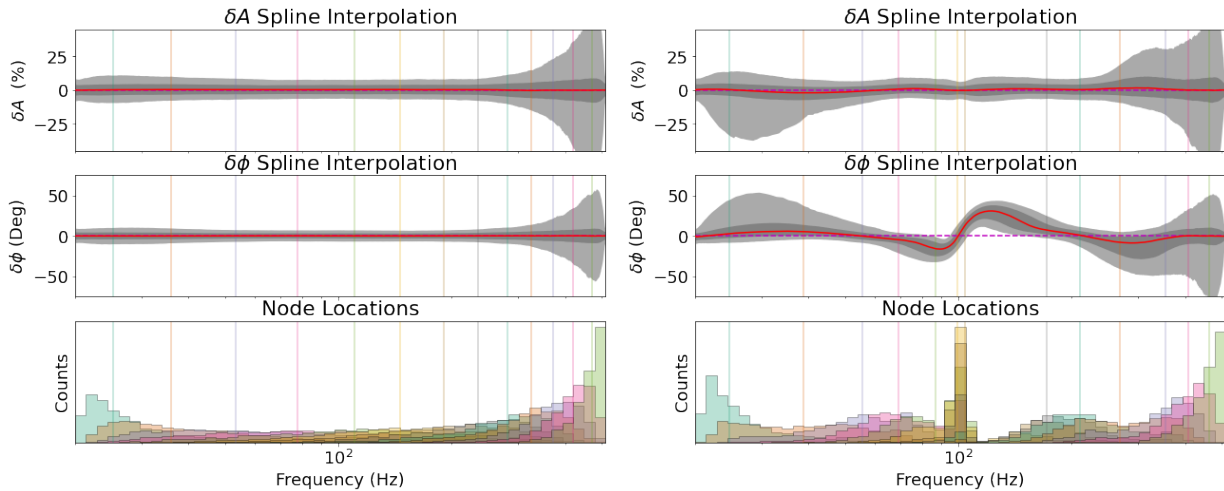 δA Spline Interpolation
δA (%)
25
0
−25
δϕ Spline Interpolation
δϕ (Deg)
50
0
−50
Node Locations
Counts
10²
Frequency (Hz)
δA Spline Interpolation
δA (%)
25
0
−25
δϕ Spline Interpolation
δϕ (Deg)
50
0
−50
Node Locations
Counts
10²
Frequency (Hz)